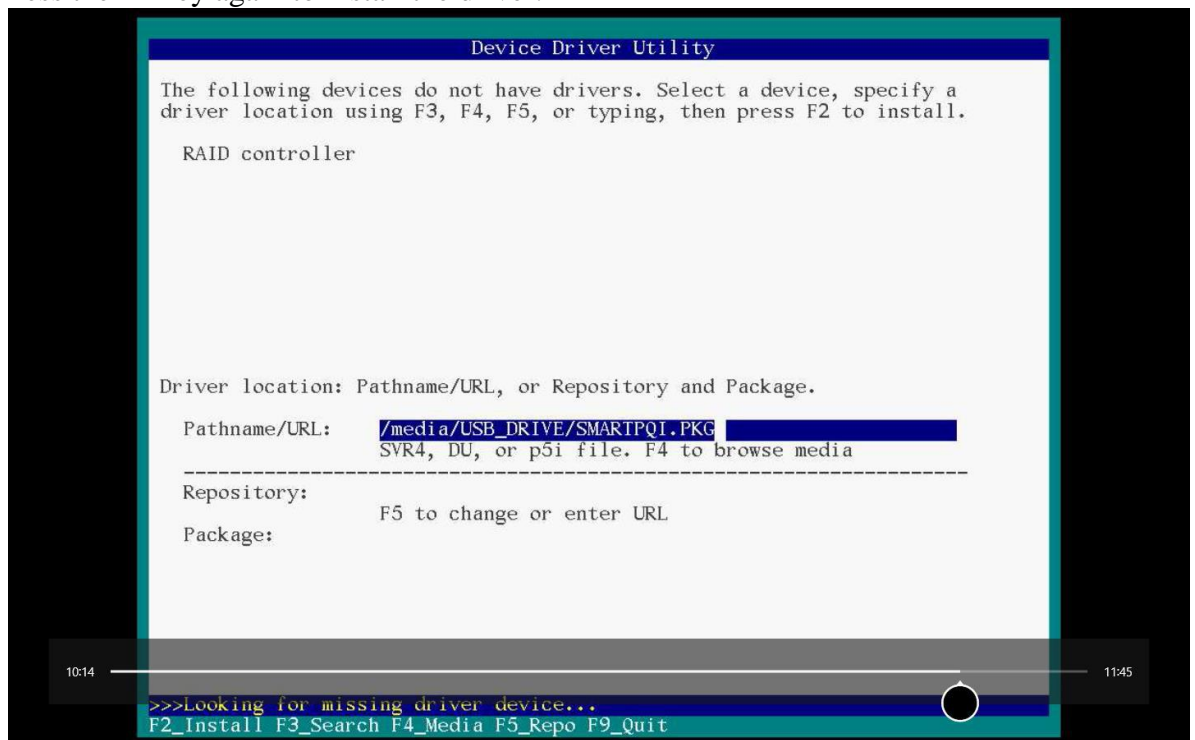 Device Driver Utility
The following devices do not have drivers. Select a device, specify a
driver location using F3, F4, F5, or typing, then press F2 to install.
RAID controller
Driver location: Pathname/URL, or Repository and Package.
Pathname/URL: /media/USB_DRIVE/SMARTPQI.PKG
SVR4, DU, or p5i file. F4 to browse media
Repository:
F5 to change or enter URL
Package:
10:14 11:45
>>>Looking for missing driver device...
F2_Install F3_Search F4_Media F5_Repo F9_Quit